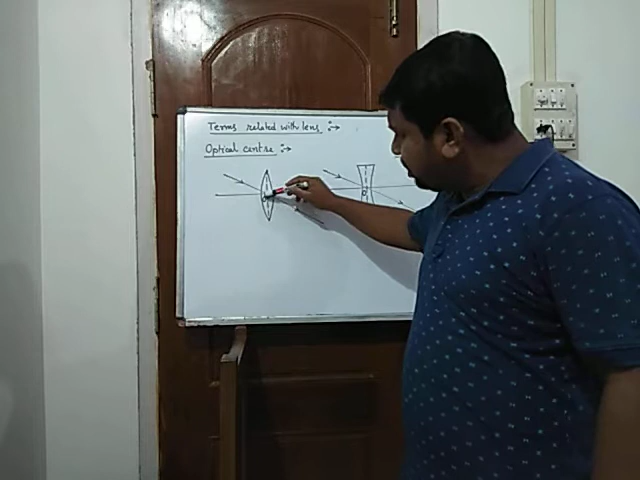 Terms related with lens :→
Optical centre :→